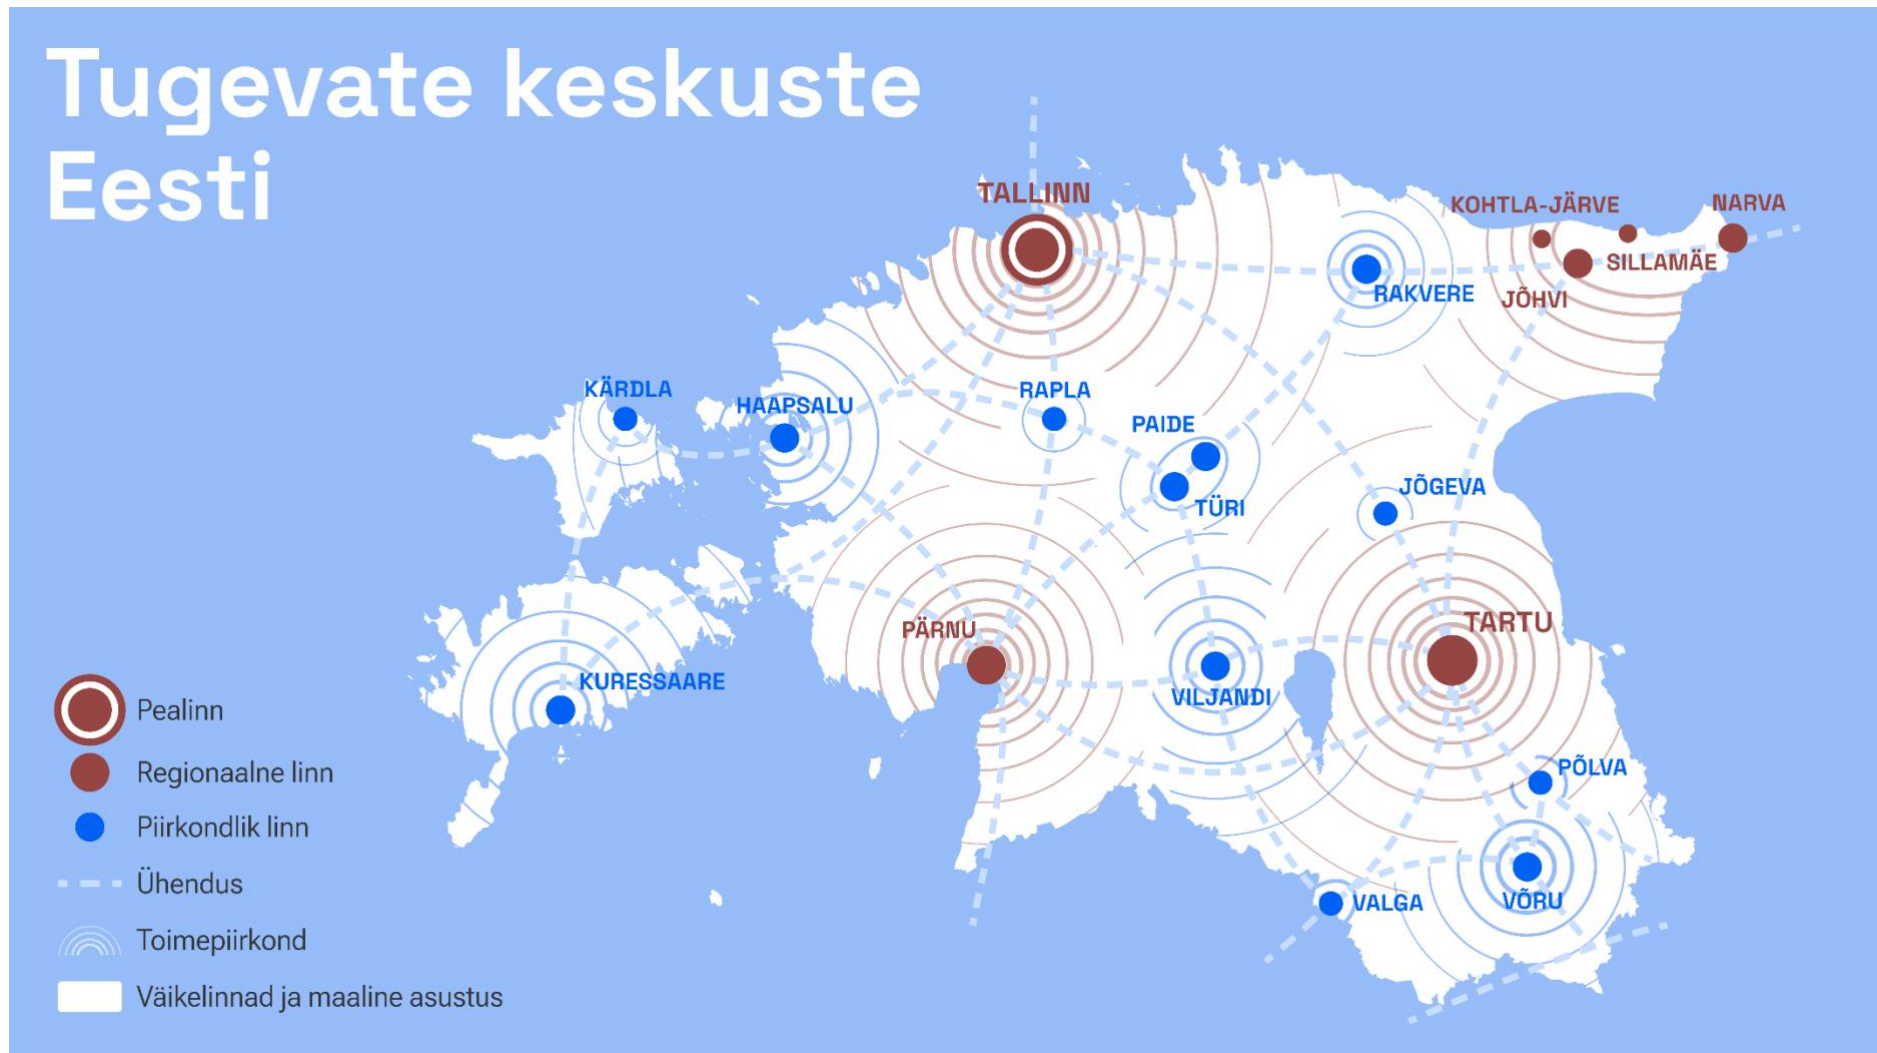 Tugevate keskuste
Eesti
TALLINN
KOHTLA-JÄRVE
NARVA
SILLAMÄE
RAKVERE
JÕHVI
KÄRDLA
HAAPSALU
RAPLA
PAIDE
TÜRI
JÕGEVA
PÄRNU
TARTU
KURESSAARE
VILJANDI
PÕLVA
VALGA
VÕRU
Pealinn
Regionaalne linn
Piirkondlik linn
Ühendus
Toimepiirkond
Väikelinnad ja maaline asustus